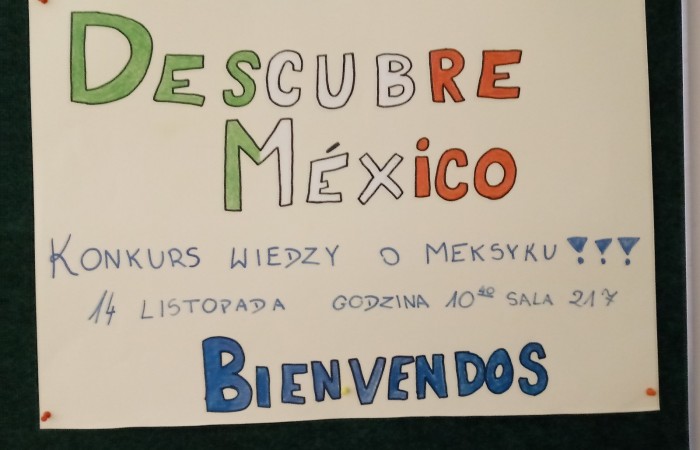 DESCUBRE
MÉXICO
KONKURS WIEDZY O MEKSYKU!!!
14 LISTOPADA GODZINA 10⁴⁰ SALA 217
BIENVENDOS